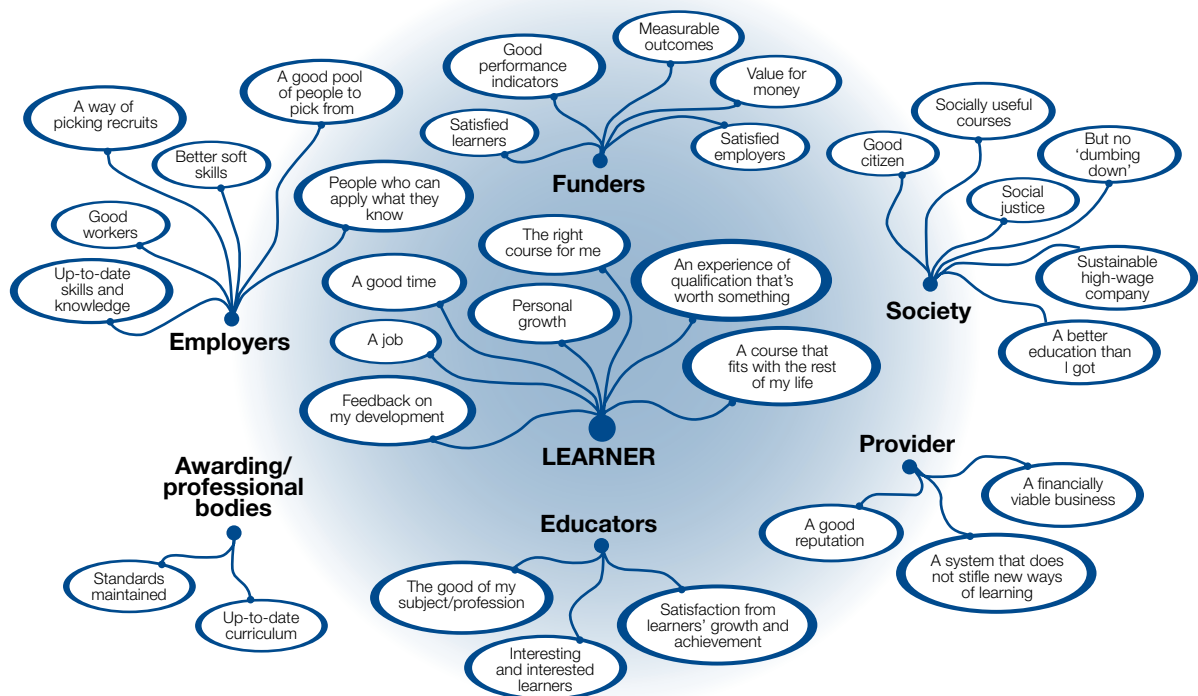 A way of
picking recruits
A good pool
of people to
pick from
Better soft
skills
People who can
apply what they
know
Good
workers
Up-to-date
skills and
knowledge
Employers
Good
performance
indicators
Measurable
outcomes
Value for
money
Satisfied
learners
Satisfied
employers
Funders
Socially useful
courses
Good
citizen
But no
‘dumbing
down’
Social
justice
Sustainable
high-wage
company
A better
education than
I got
Society
The right
course for me
A good time
An experience of
qualification that’s
worth something
Personal
growth
A job
A course that
fits with the rest
of my life
Feedback on
my development
LEARNER
Awarding/
professional
bodies
Standards
maintained
Up-to-date
curriculum
Educators
The good of my
subject/profession
Satisfaction from
learners’ growth and
achievement
Interesting
and interested
learners
Provider
A financially
viable business
A good
reputation
A system that does
not stifle new ways
of learning